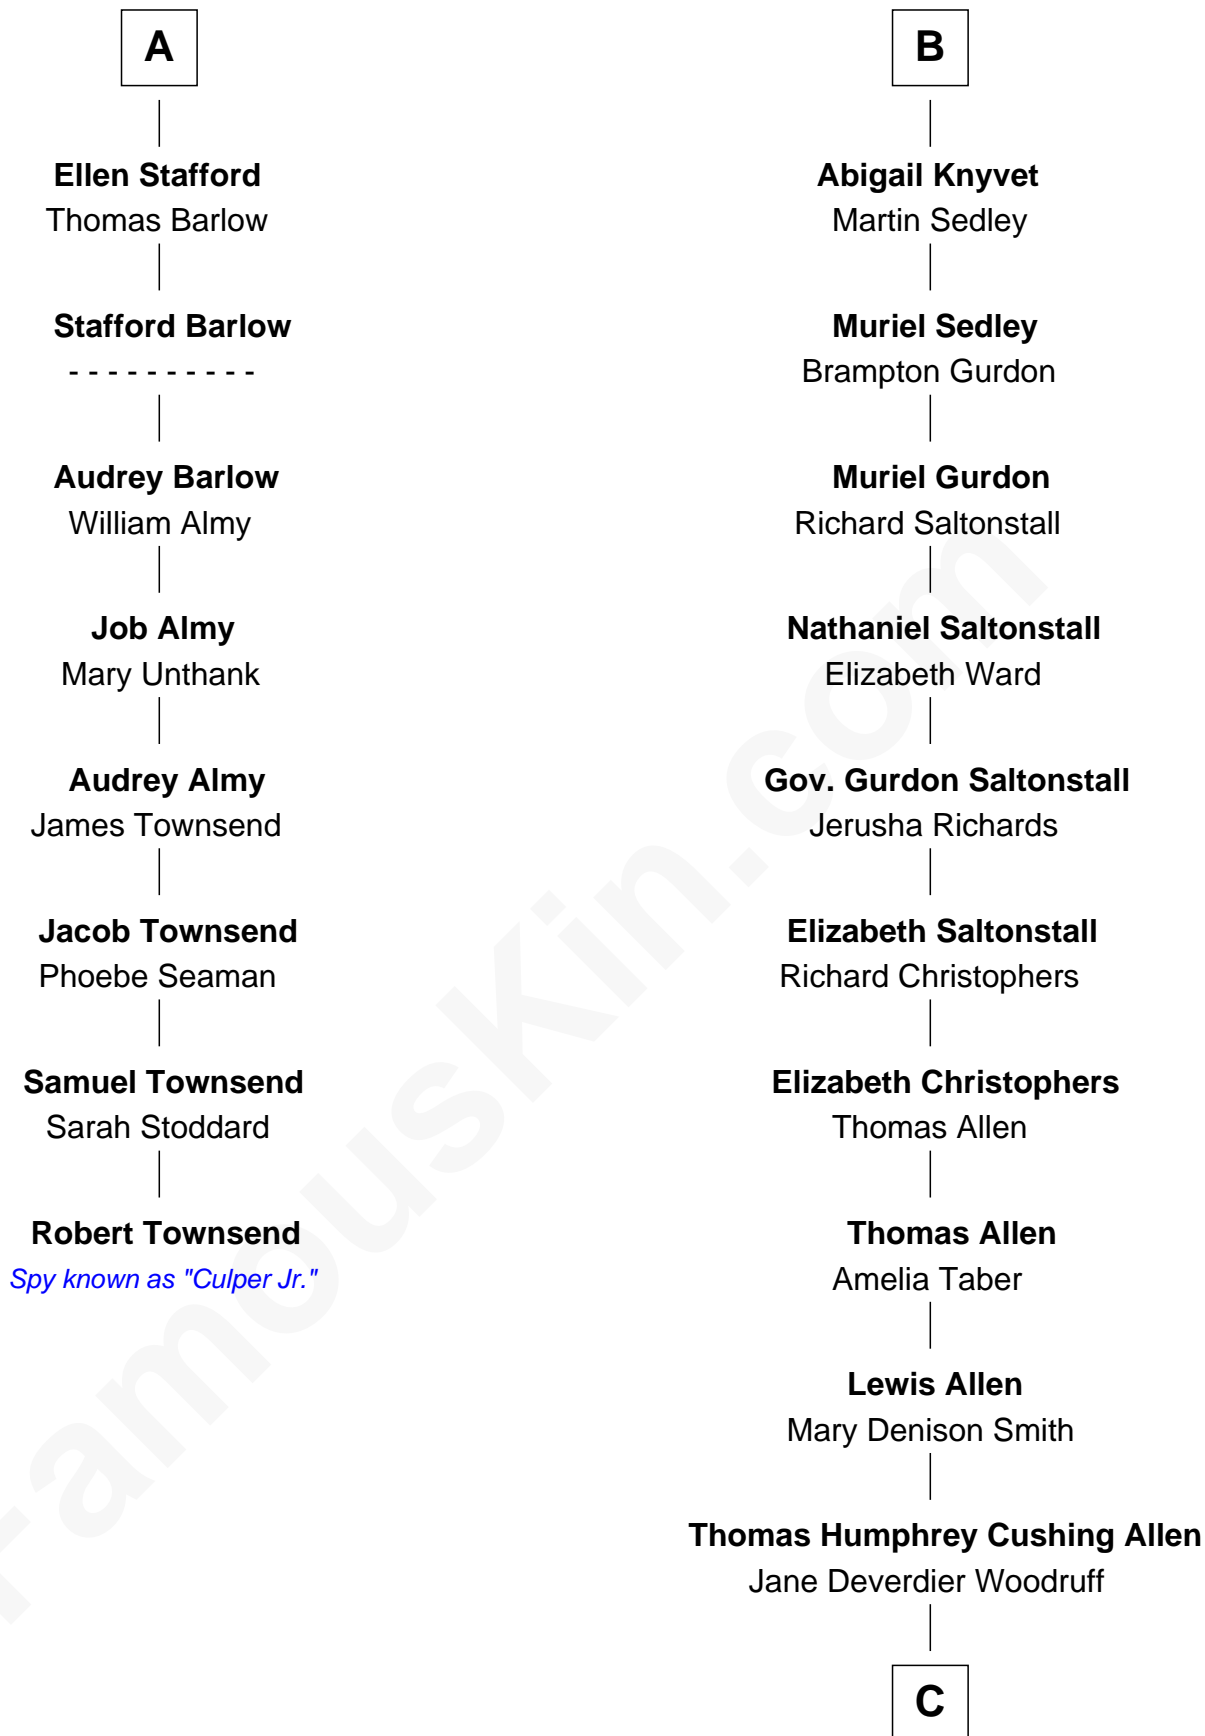 A
Ellen Stafford
Thomas Barlow
Stafford Barlow
- - - - - - - - - -
Audrey Barlow
William Almy
Job Almy
Mary Unthank
Audrey Almy
James Townsend
Jacob Townsend
Phoebe Seaman
Samuel Townsend
Sarah Stoddard
Robert Townsend
Spy known as "Culper Jr."
B
Abigail Knyvet
Martin Sedley
Muriel Sedley
Brampton Gurdon
Muriel Gurdon
Richard Saltonstall
Nathaniel Saltonstall
Elizabeth Ward
Gov. Gurdon Saltonstall
Jerusha Richards
Elizabeth Saltonstall
Richard Christophers
Elizabeth Christophers
Thomas Allen
Thomas Allen
Amelia Taber
Lewis Allen
Mary Denison Smith
Thomas Humphrey Cushing Allen
Jane Deverdier Woodruff
C
FamousKin.com